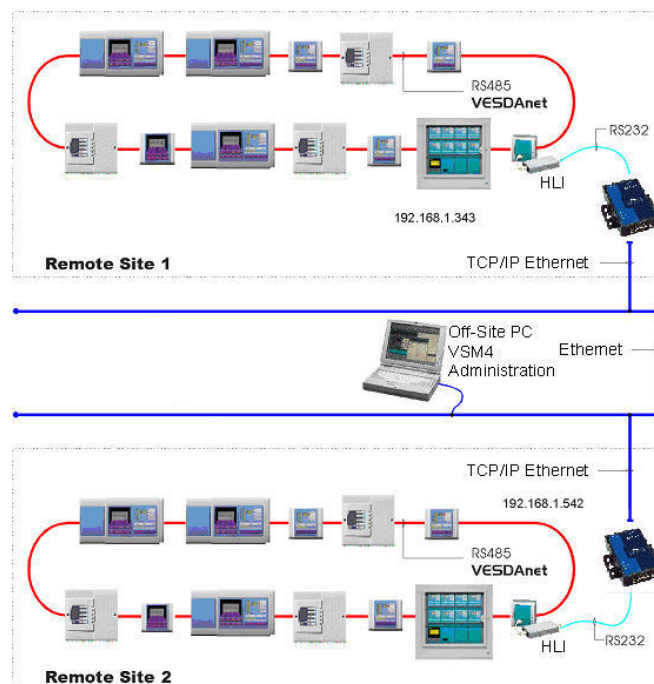 RS485
VESDAnet
RS232
HLI
192.168.1.343
Remote Site 1
TCP/IP Ethernet
Off-Site PC
VSM4
Administration
Ethernet
TCP/IP Ethernet
192.168.1.542
RS485
VESDAnet
HLI
RS232
Remote Site 2